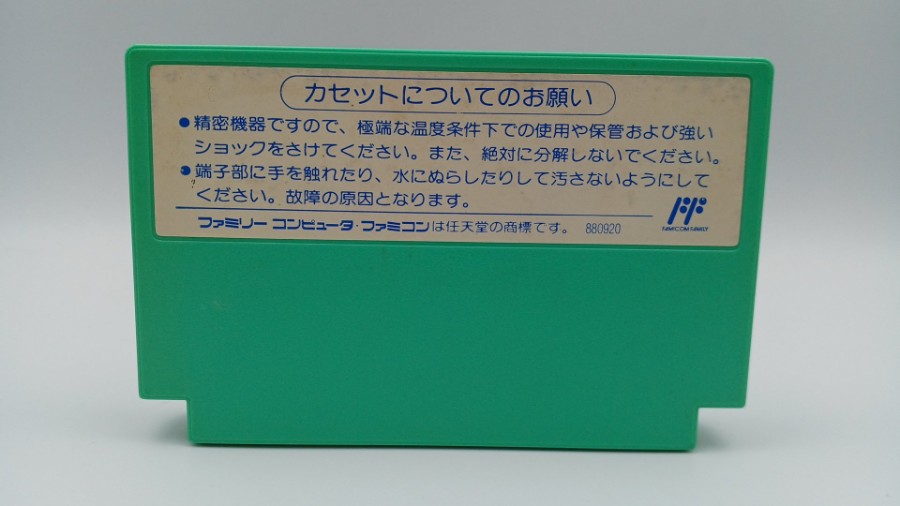 カセットについてのお願い
●精密機器ですので、極端な温度条件下での使用や保管および強い
ショックをさけてください。また、絶対に分解しないでください。
●端子部に手を触れたり、水にぬらしたりして汚さないようにして
ください。故障の原因となります。
ファミリー コンピュータ・ファミコンは任天堂の商標です。 880920
FAMICOM FAMILY